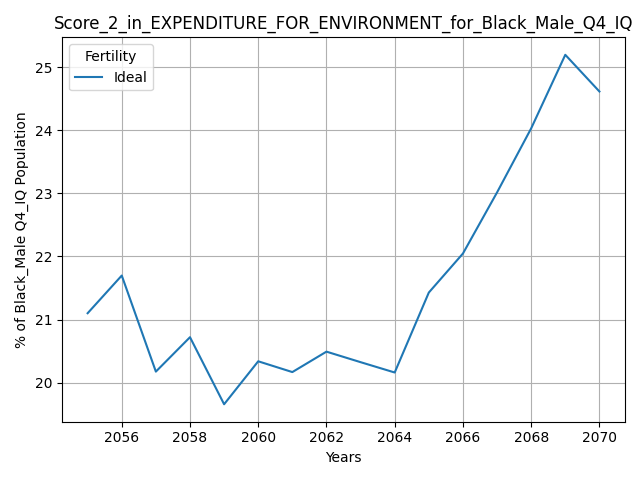 Score_2_in_EXPENDITURE_FOR_ENVIRONMENT_for_Black_Male_Q4_IQ
Fertility
Ideal
25
24
23
22
21
20
% of Black_Male Q4_IQ Population
2056 2058 2060 2062 2064 2066 2068 2070
Years